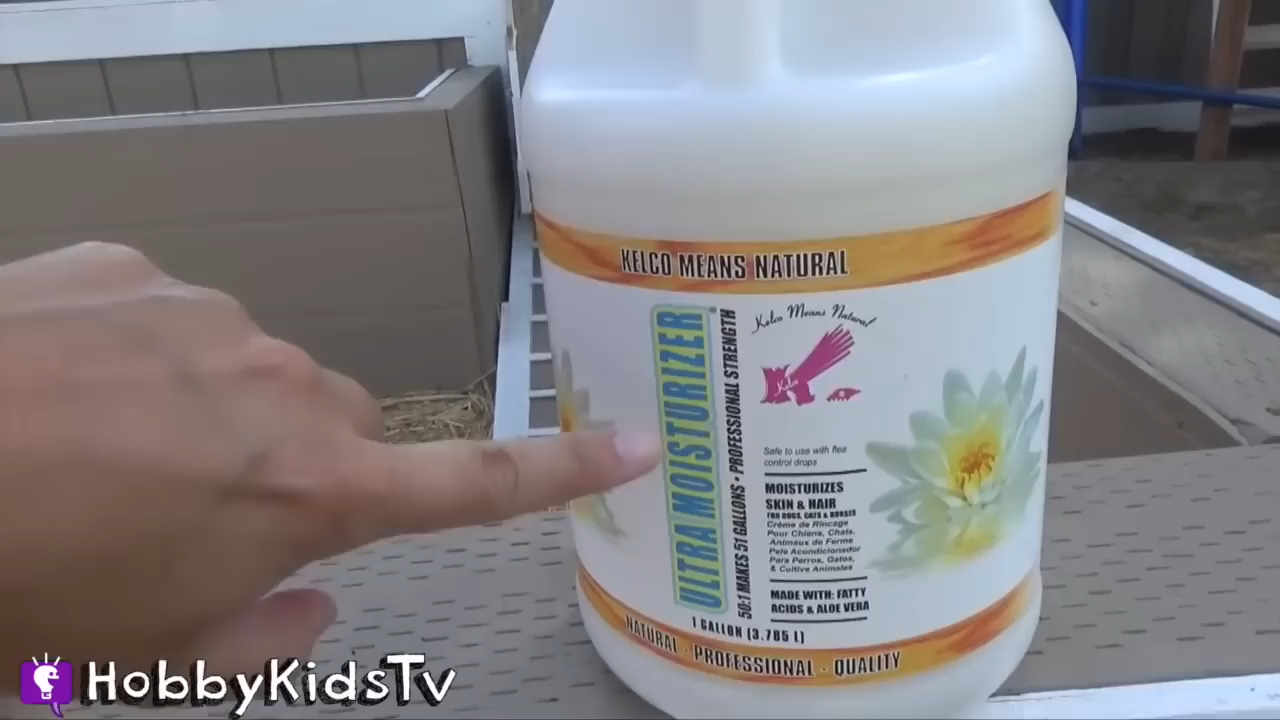 KELCO MEANS NATURAL
ULTRA MOISTURIZER®
50:1 MAKES 51 GALLONS • PROFESSIONAL STRENGTH
Kelco Means Natural
Kelco
Safe to use with flea
control drops
MOISTURIZES
SKIN & HAIR
FOR DOGS, CATS & HORSES
Crème de Rincage
Pour Chiens, Chats,
Animaux de Ferme
Pelo Acondicionador
Para Perros, Gatos,
& Cultive Animales
MADE WITH: FATTY
ACIDS & ALOE VERA
1 GALLON (3.785 L)
NATURAL · PROFESSIONAL · QUALITY
HobbyKidsTv